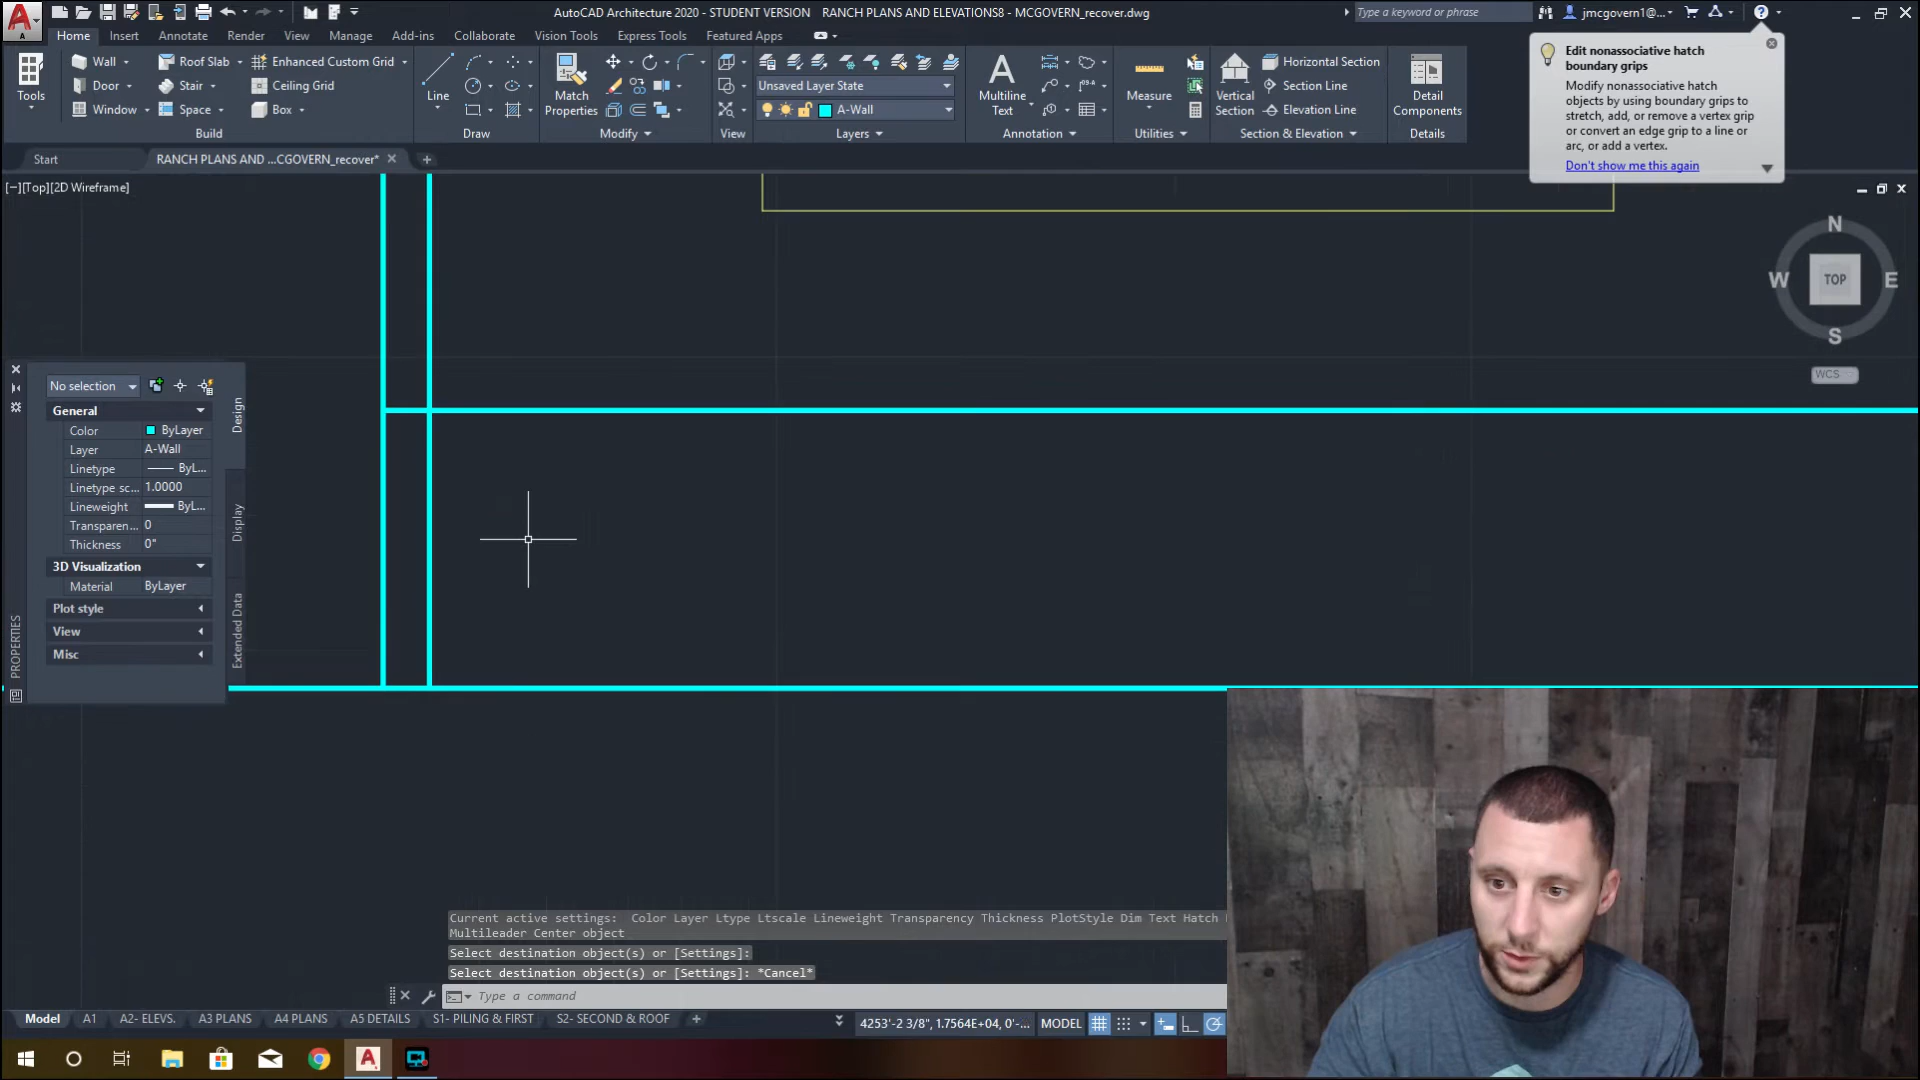 AutoCAD Architecture 2020 - STUDENT VERSION RANCH PLANS AND ELEVATIONS8 - MCGOVERN_recover.dwg
Type a keyword or phrase
jmcgovern1@...
Home Insert Annotate Render View Manage Add-ins Collaborate Vision Tools Express Tools Featured Apps
Tools
Wall
Door
Window
Roof Slab
Stair
Space
Enhanced Custom Grid
Ceiling Grid
Box
Build
Line
Draw
Match
Properties
Modify
View
Unsaved Layer State
A-Wall
Layers
Multiline
Text
Annotation
Measure
Utilities
Vertical
Section
Horizontal Section
Section Line
Elevation Line
Section & Elevation
Detail
Components
Details
Edit nonassociative hatch
boundary grips
Modify nonassociative hatch
objects by using boundary grips to
stretch, add, or remove a vertex grip
or convert an edge grip to a line or
arc, or add a vertex.
Don't show me this again
Start
RANCH PLANS AND ...CGOVERN_recover*
[−][Top][2D Wireframe]
N
W
TOP
E
S
WCS
No selection
General
Color ByLayer
Layer A-Wall
Linetype ByL...
Linetype sc... 1.0000
Lineweight ByL...
Transparen... 0
Thickness 0"
3D Visualization
Material ByLayer
Plot style
View
Misc
Design
Display
Extended Data
PROPERTIES
Current active settings: Color Layer Ltype Ltscale Lineweight Transparency Thickness PlotStyle Dim Text Hatch
Multileader Center object
Select destination object(s) or [Settings]:
Select destination object(s) or [Settings]: *Cancel*
Type a command
Model A1 A2- ELEVS. A3 PLANS A4 PLANS A5 DETAILS S1- PILING & FIRST S2- SECOND & ROOF
4253'-2 3/8", 1.7564E+04, 0'-...
MODEL